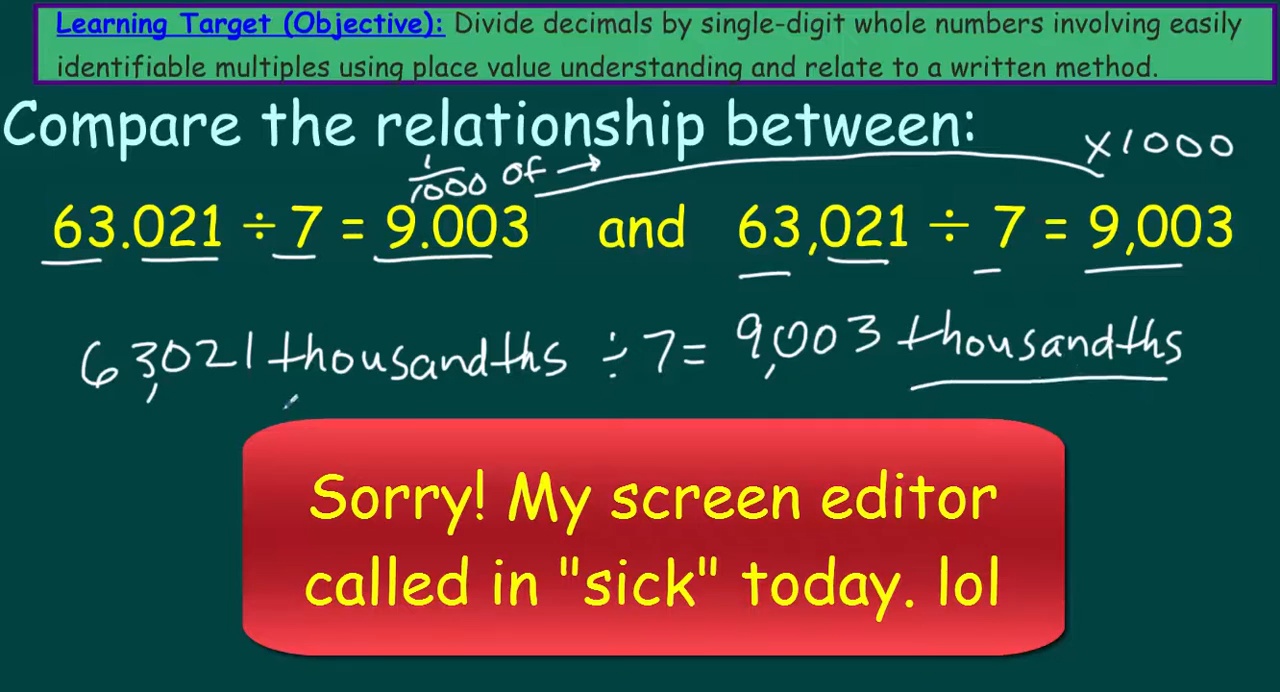 Learning Target (Objective): Divide decimals by single-digit whole numbers involving easily
identifiable multiples using place value understanding and relate to a written method.
Compare the relationship between:
1/1000 of → ×1000
63.021 ÷ 7 = 9.003 and 63,021 ÷ 7 = 9,003
63,021 thousandths ÷ 7 = 9,003 thousandths
Sorry! My screen editor
called in "sick" today. lol